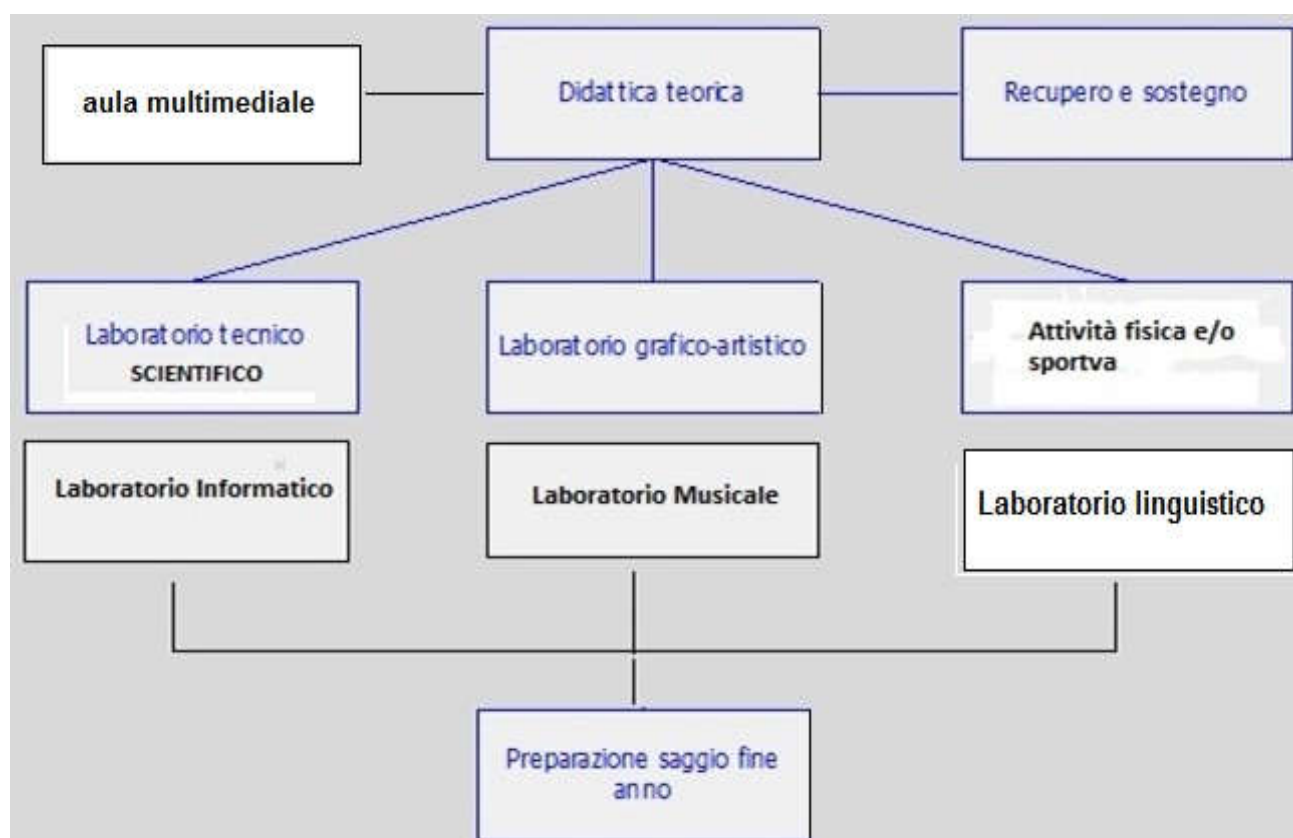 aula multimediale
Didattica teorica
Recupero e sostegno
Laboratorio tecnico
SCIENTIFICO
Laboratorio grafico-artistico
Attività fisica e/o
sportva
Laboratorio Informatico
Laboratorio Musicale
Laboratorio linguistico
Preparazione saggio fine
anno